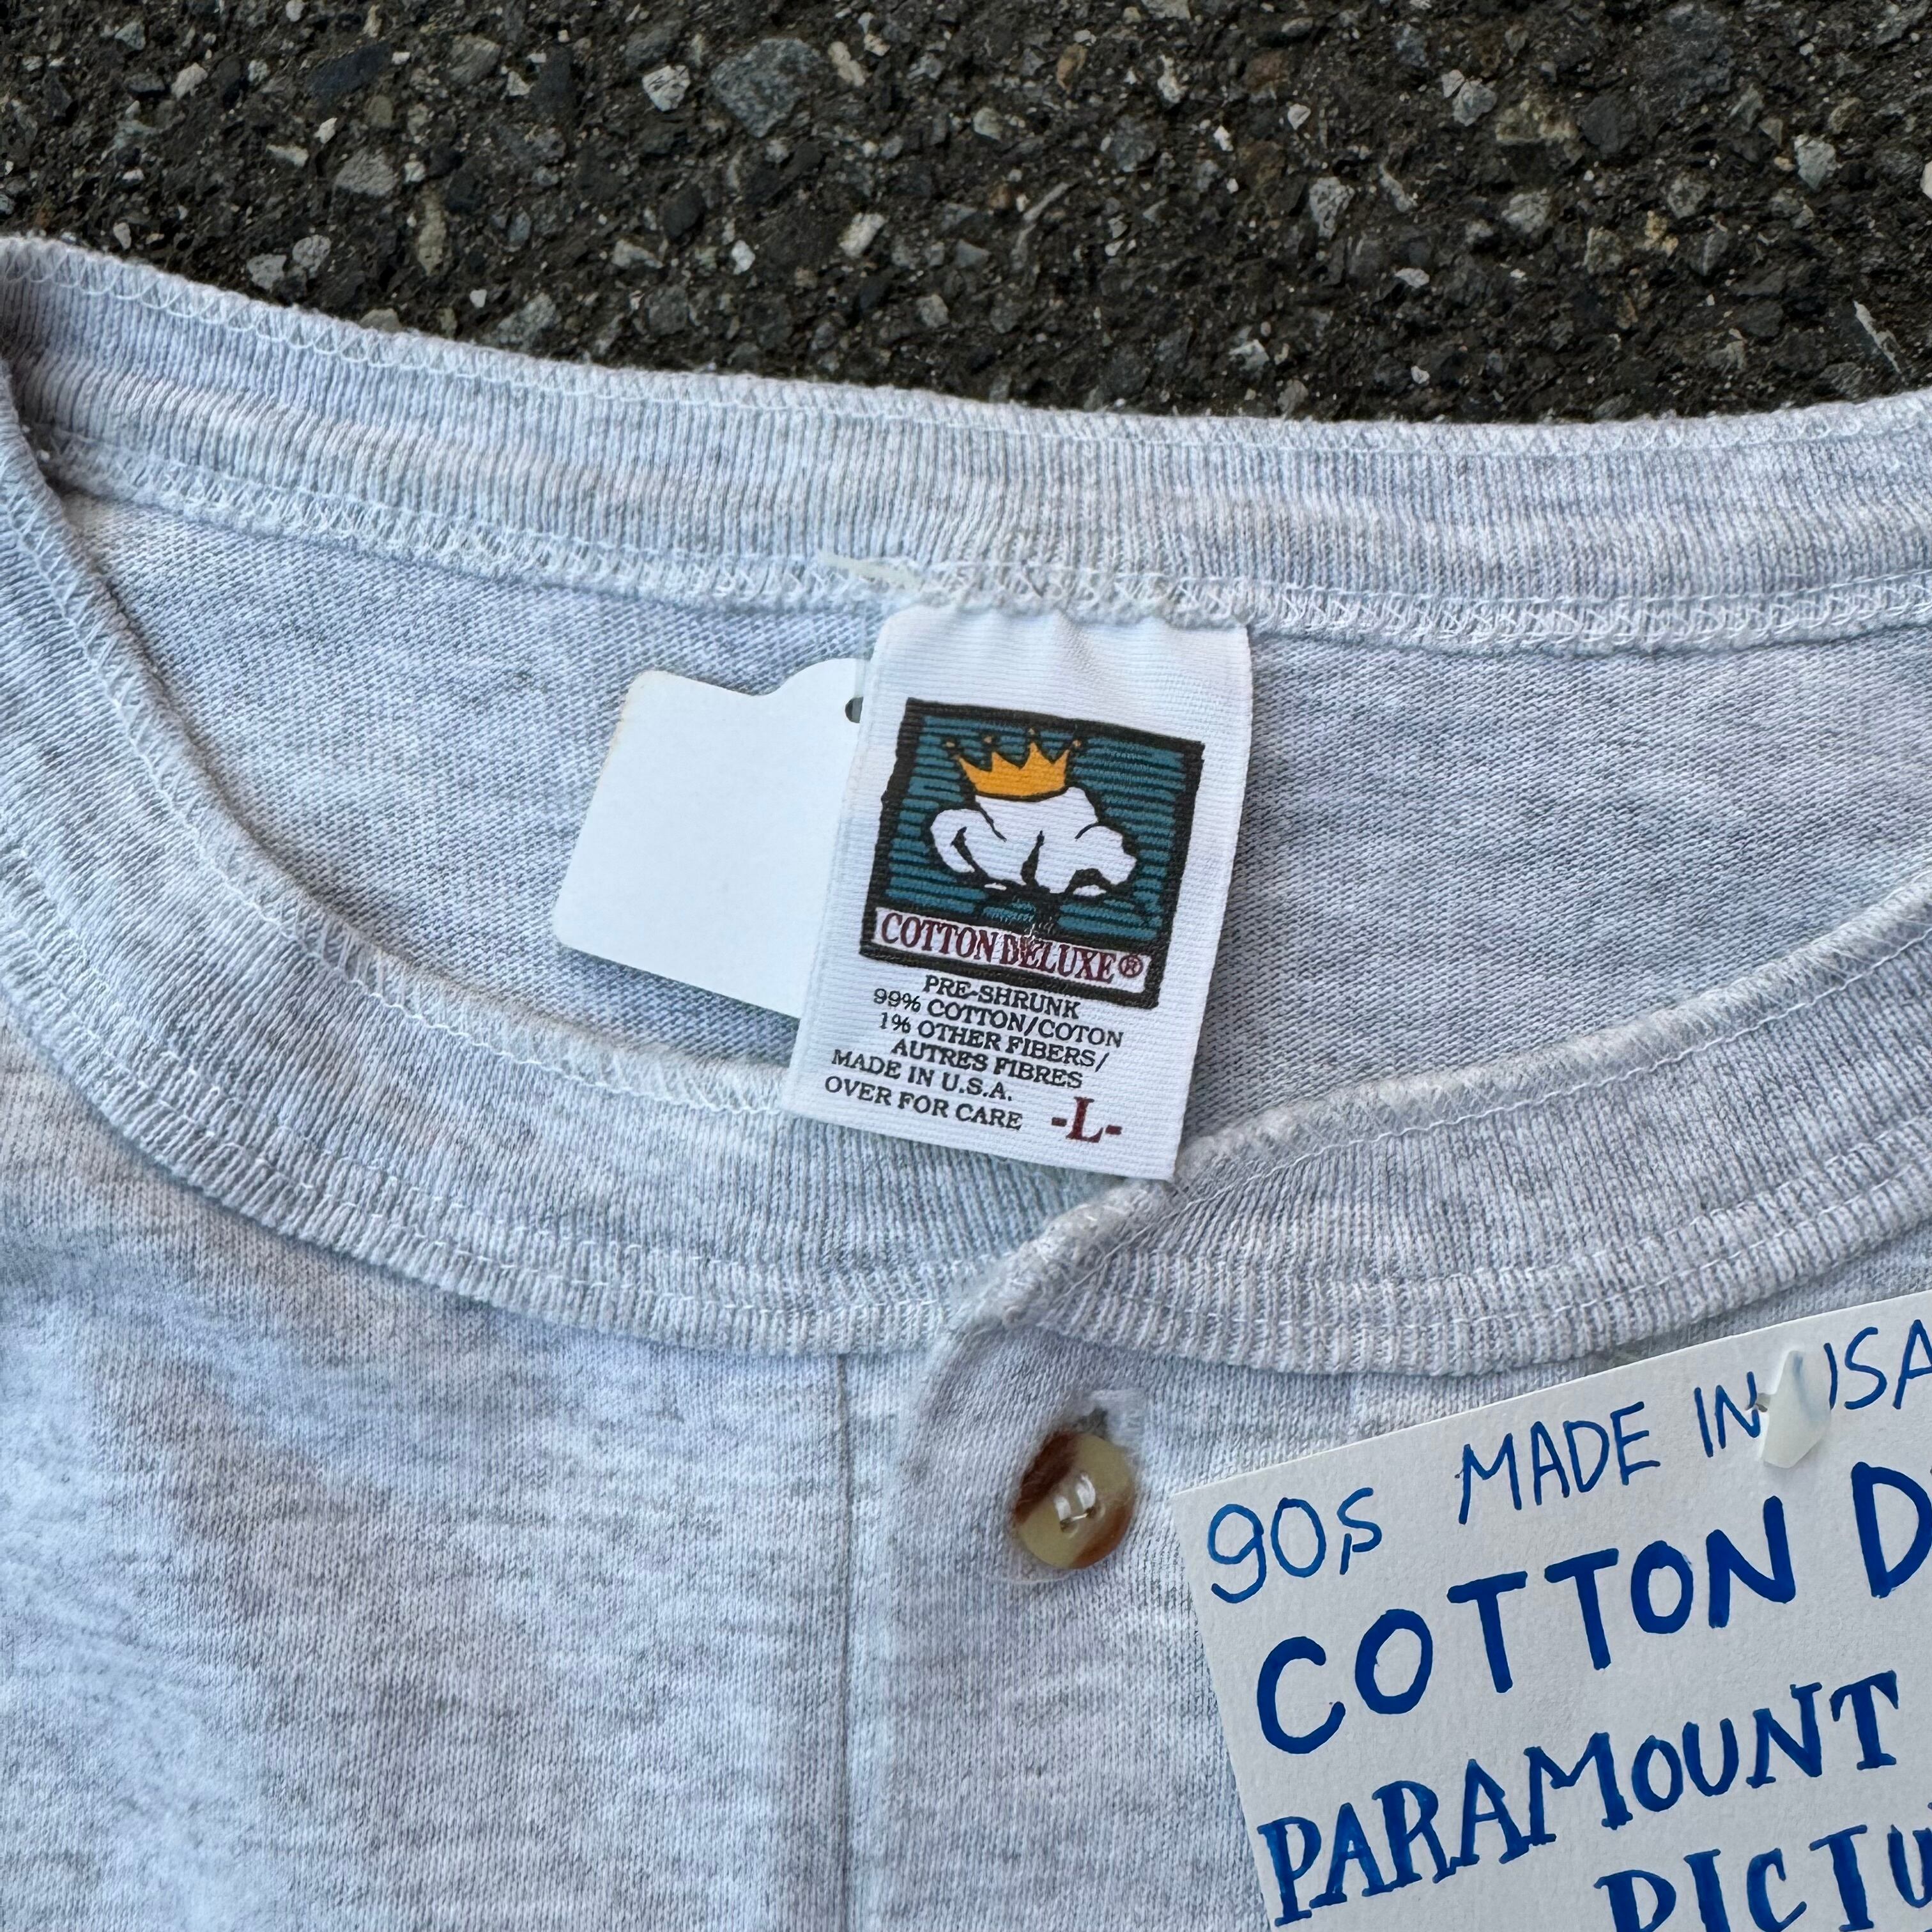 COTTON DELUXE®
PRE-SHRUNK
99% COTTON/COTON
1% OTHER FIBERS/
AUTRES FIBRES
MADE IN U.S.A.
OVER FOR CARE -L-
90s MADE IN USA
COTTON D
PARAMOUNT
PICTU